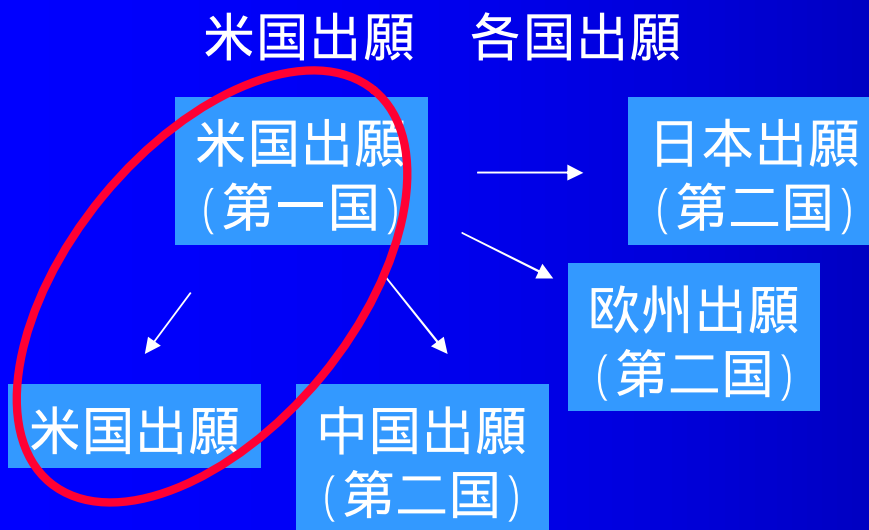 米国出願　各国出願
米国出願
（第一国）
日本出願
（第二国）
欧州出願
（第二国）
米国出願
中国出願
（第二国）